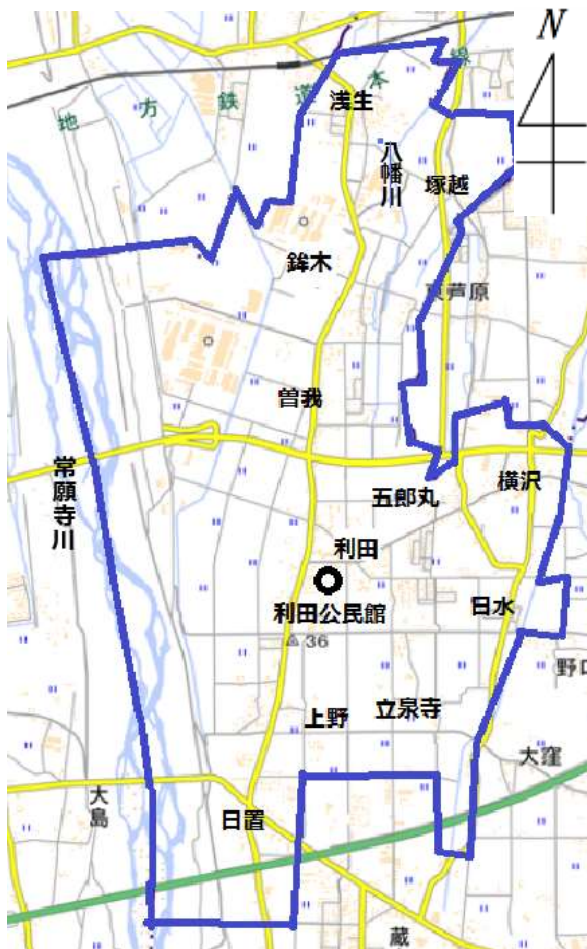 N
地方鉄道本線
浅生
八幡川
塚越
鉾木
東芦原
曽我
常願寺川
横沢
五郎丸
利田
利田公民館
日水
36
野口
上野
立泉寺
大窪
大島
日置
蔵